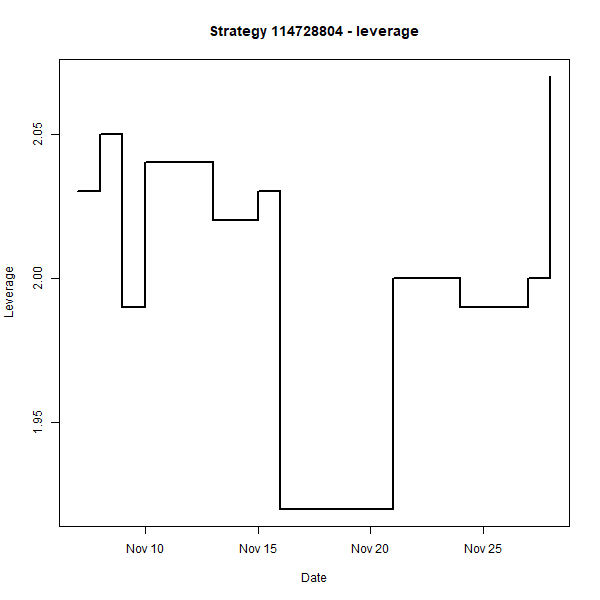 Strategy 114728804 - leverage
2.05
2.00
1.95
Leverage
Nov 10
Nov 15
Nov 20
Nov 25
Date